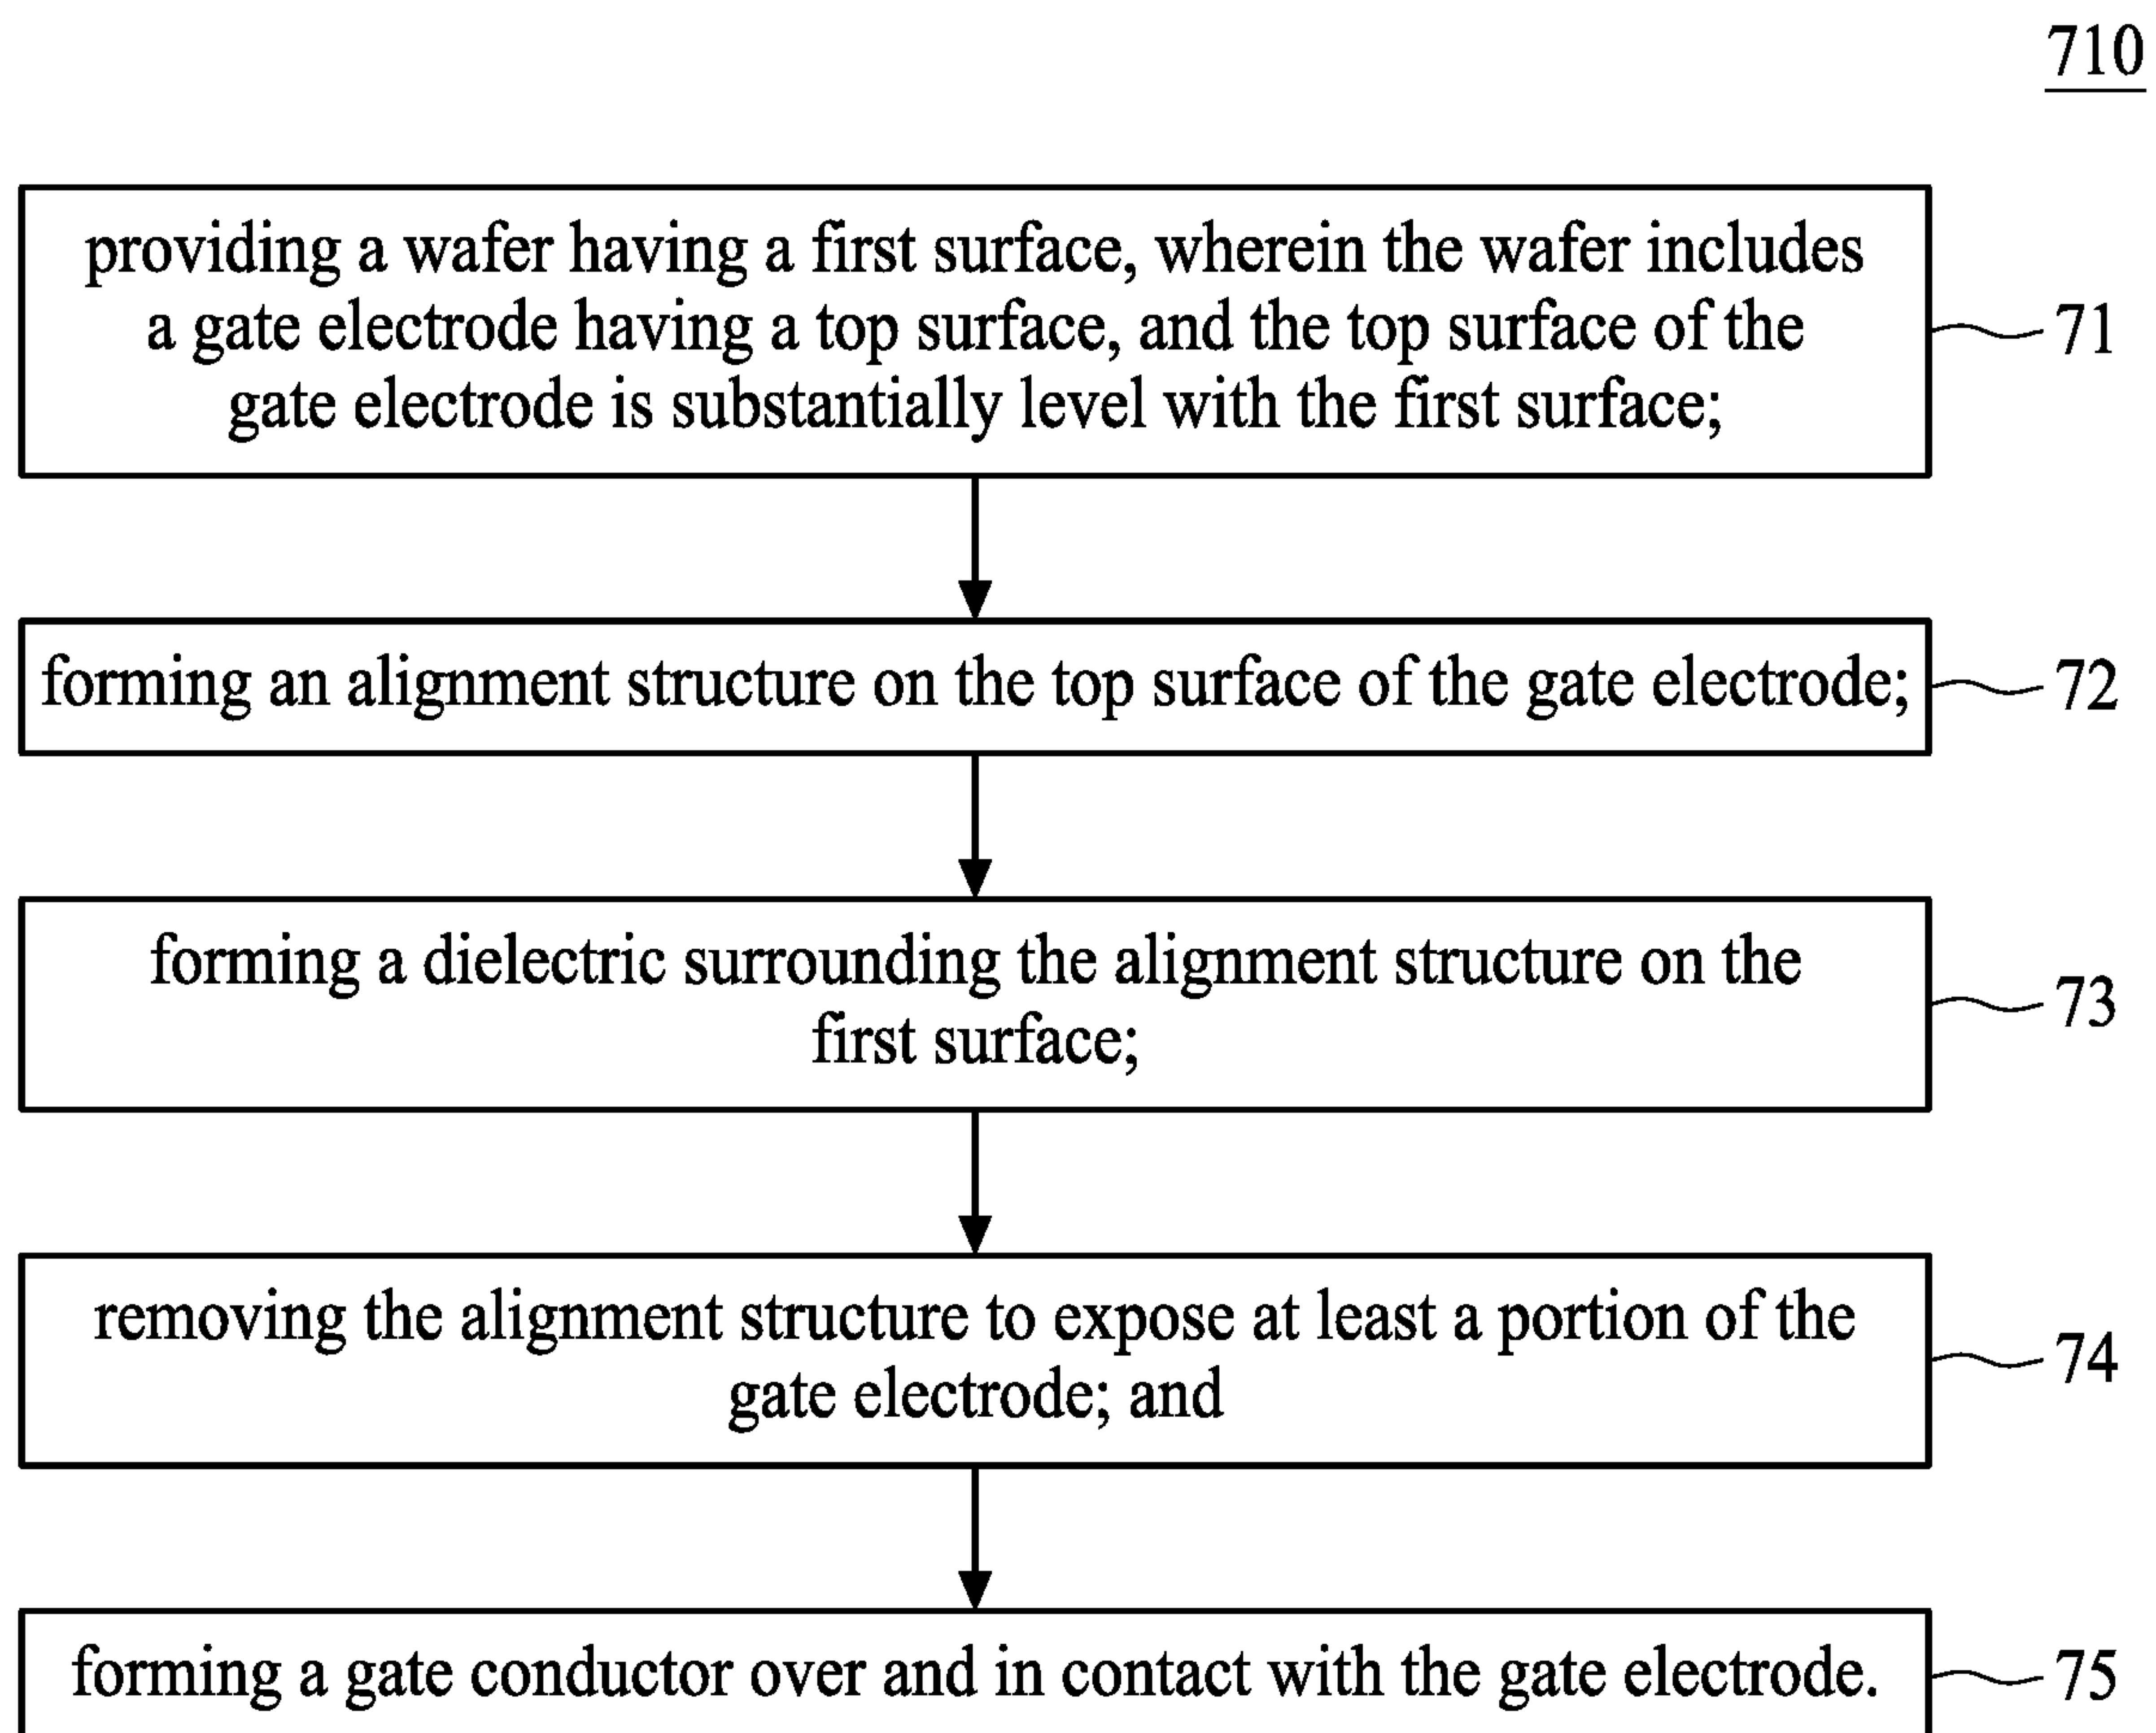 710
providing a wafer having a first surface, wherein the wafer includes
a gate electrode having a top surface, and the top surface of the
gate electrode is substantially level with the first surface;
71
forming an alignment structure on the top surface of the gate electrode;
72
forming a dielectric surrounding the alignment structure on the
first surface;
73
removing the alignment structure to expose at least a portion of the
gate electrode; and
74
forming a gate conductor over and in contact with the gate electrode.
75